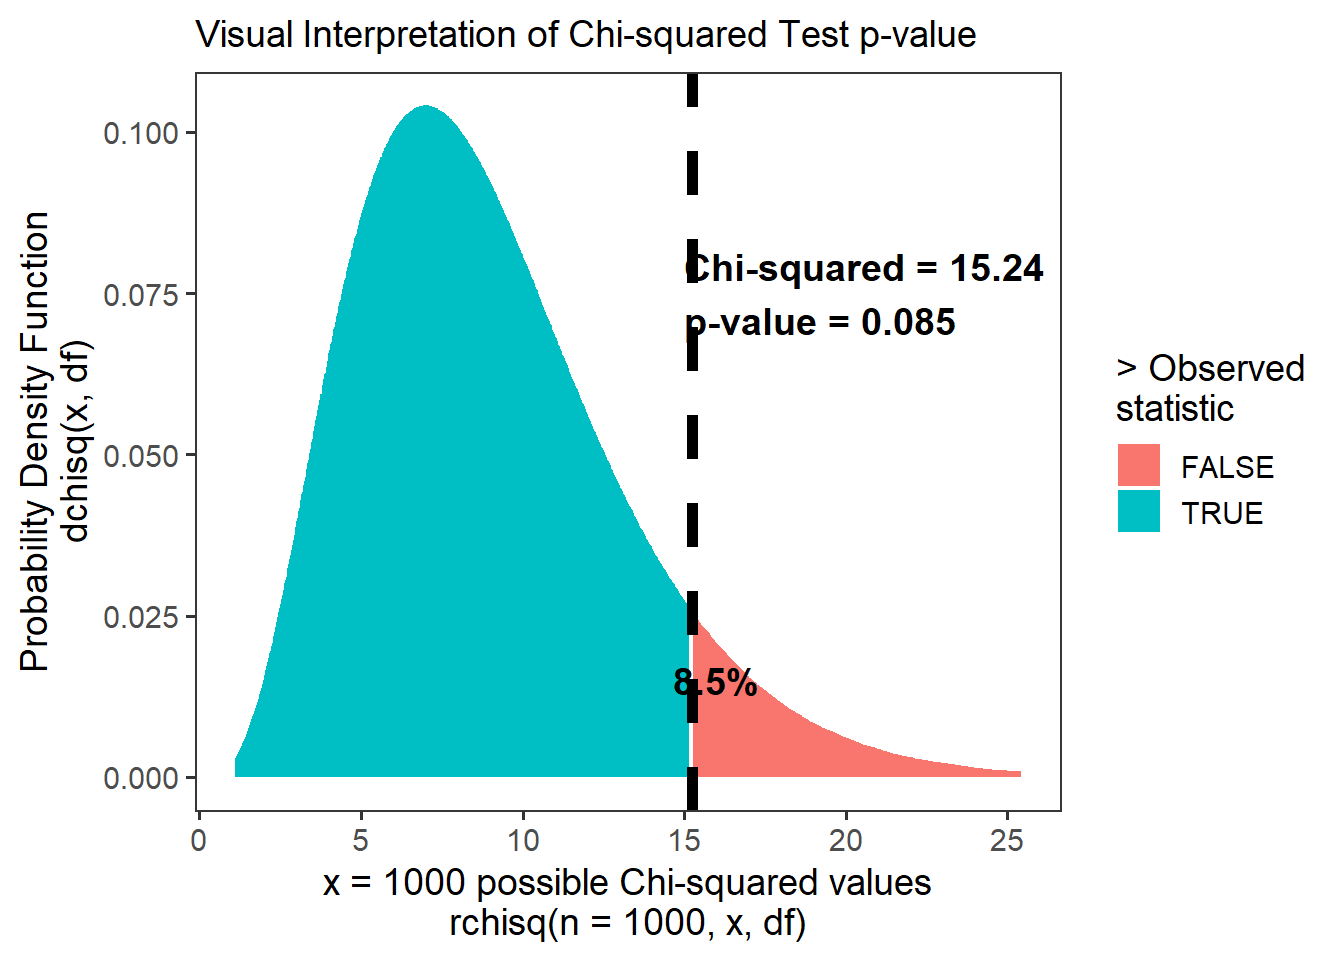 Visual Interpretation of Chi-squared Test p-value
Probability Density Function
dchisq(x, df)
0.100
0.075
0.050
0.025
0.000
Chi-squared = 15.24
p-value = 0.085
8.5%
0 5 10 15 20 25
x = 1000 possible Chi-squared values
rchisq(n = 1000, x, df)
> Observed
statistic
FALSE
TRUE